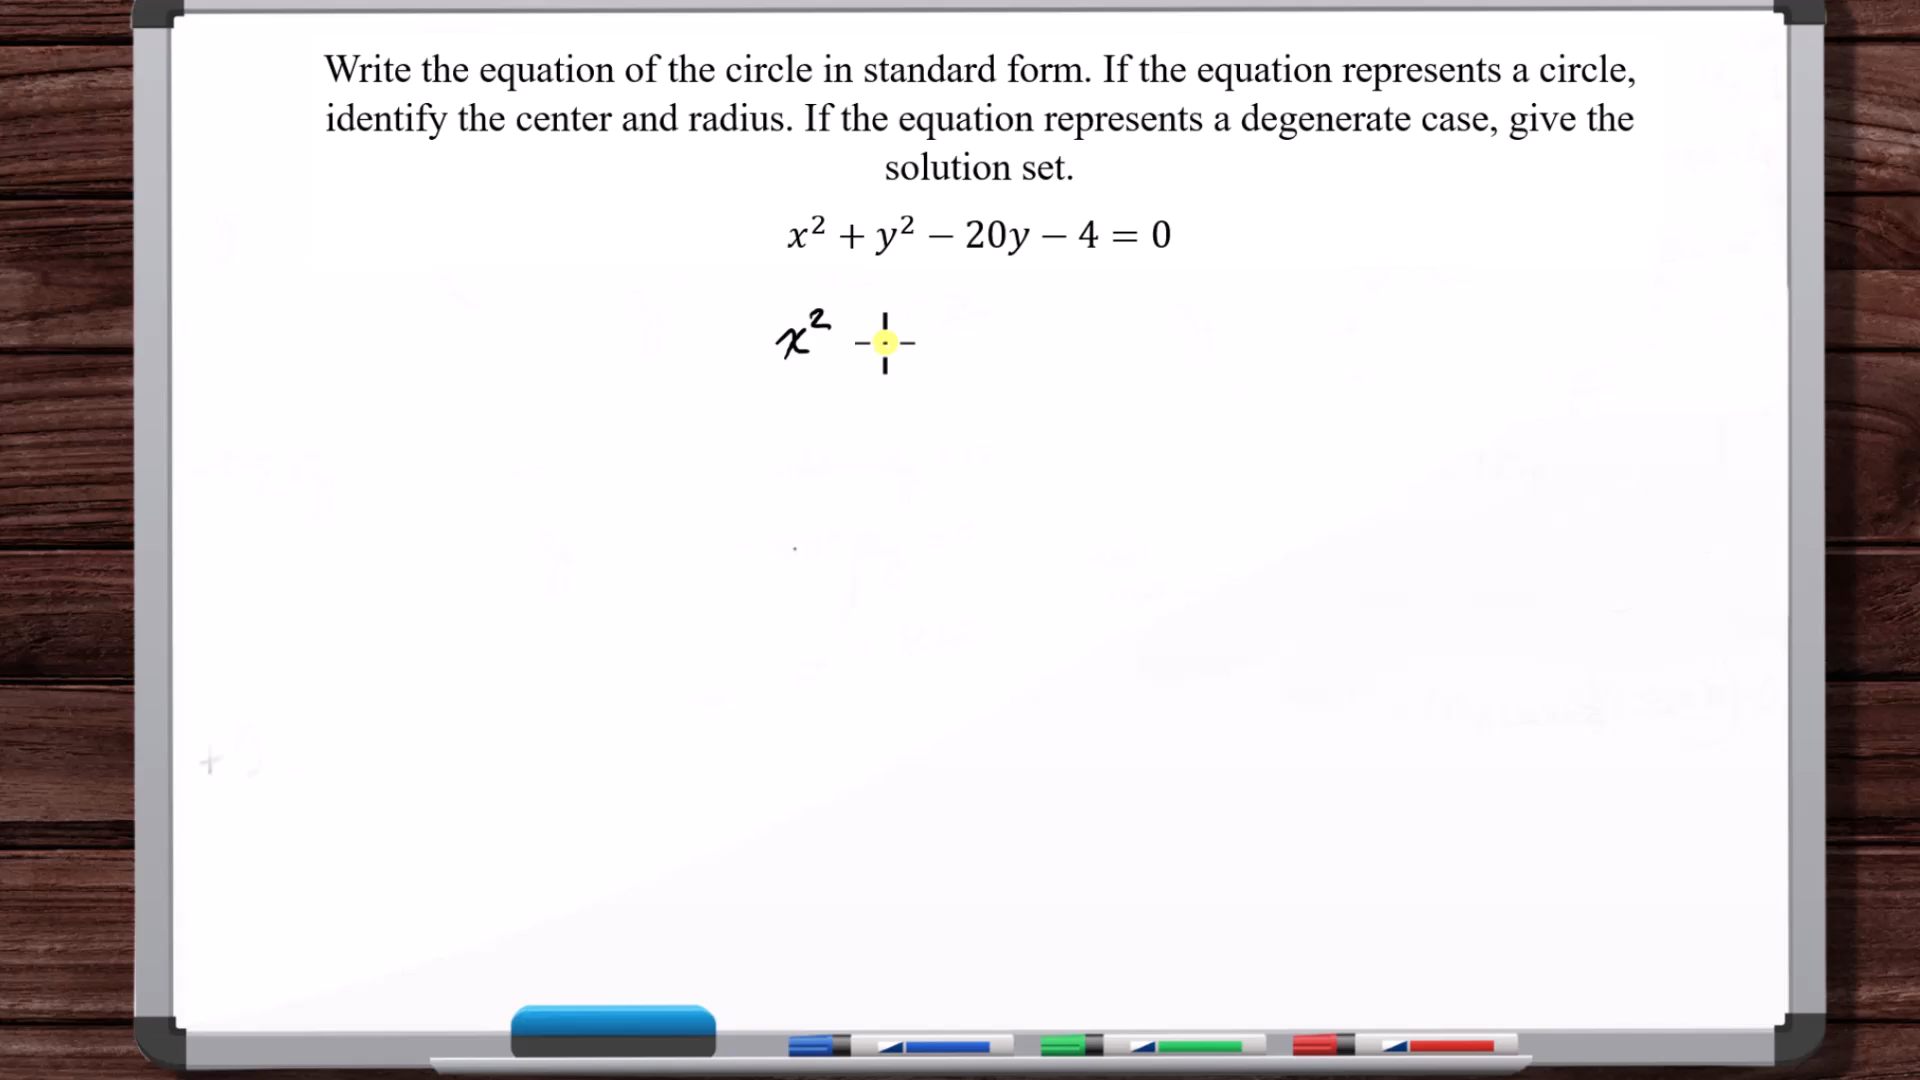 Write the equation of the circle in standard form. If the equation represents a circle,
identify the center and radius. If the equation represents a degenerate case, give the
solution set.
x² + y² − 20y − 4 = 0
x²